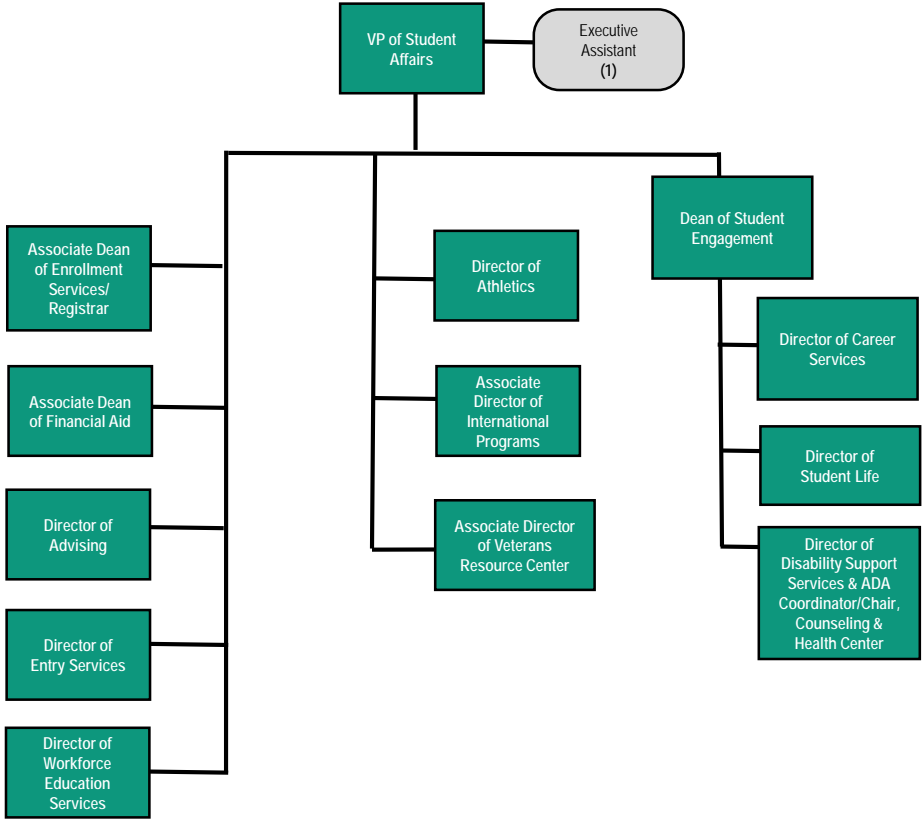 VP of Student
Affairs
Executive
Assistant
(1)
Dean of Student
Engagement
Associate Dean
of Enrollment
Services/
Registrar
Director of
Athletics
Director of Career
Services
Associate Dean
of Financial Aid
Associate
Director of
International
Programs
Director of
Student Life
Director of
Advising
Associate Director
of Veterans
Resource Center
Director of
Disability Support
Services & ADA
Coordinator/Chair,
Counseling &
Health Center
Director of
Entry Services
Director of
Workforce
Education
Services